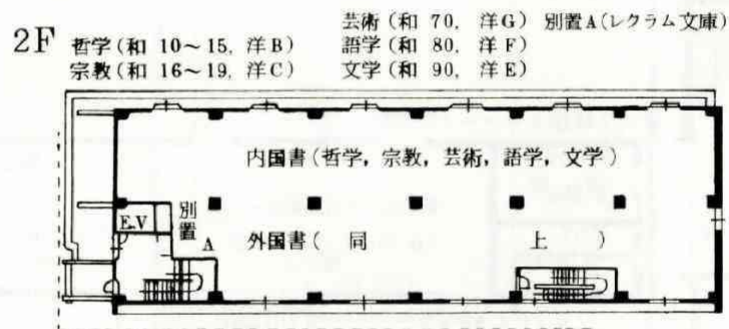 2F
哲学(和 10～15, 洋B)
宗教(和 16～19, 洋C)
芸術(和 70, 洋G) 別置A(レクラム文庫)
語学(和 80, 洋F)
文学(和 90, 洋E)
内国書(哲学, 宗教, 芸術, 語学, 文学)
E.V
別置 A
外国書( 同 上 )